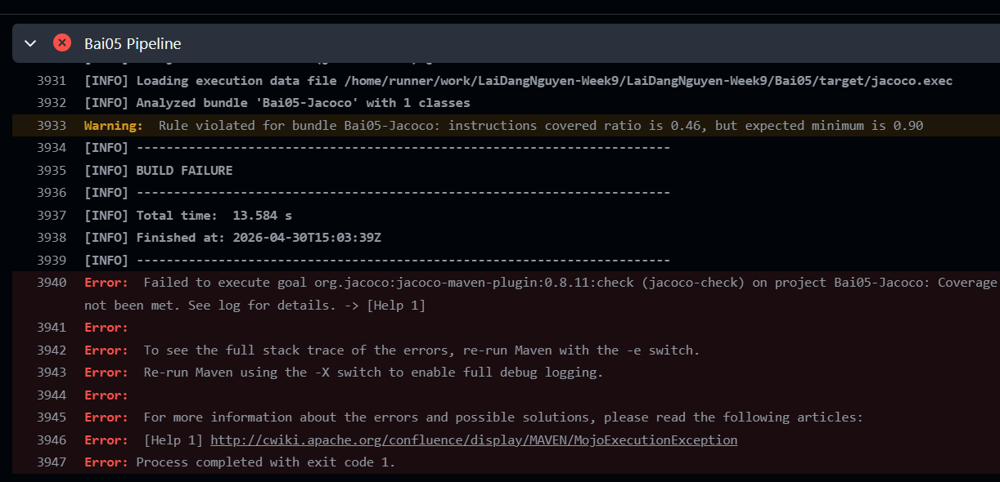 Bai05 Pipeline
3931 [INFO] Loading execution data file /home/runner/work/LaiDangNguyen-Week9/LaiDangNguyen-Week9/Bai05/target/jacoco.exec
3932 [INFO] Analyzed bundle 'Bai05-Jacoco' with 1 classes
3933 Warning:  Rule violated for bundle Bai05-Jacoco: instructions covered ratio is 0.46, but expected minimum is 0.90
3934 [INFO] ------------------------------------------------------------------------
3935 [INFO] BUILD FAILURE
3936 [INFO] ------------------------------------------------------------------------
3937 [INFO] Total time:  13.584 s
3938 [INFO] Finished at: 2026-04-30T15:03:39Z
3939 [INFO] ------------------------------------------------------------------------
3940 Error:  Failed to execute goal org.jacoco:jacoco-maven-plugin:0.8.11:check (jacoco-check) on project Bai05-Jacoco: Coverage
not been met. See log for details. -> [Help 1]
3941 Error:
3942 Error:  To see the full stack trace of the errors, re-run Maven with the -e switch.
3943 Error:  Re-run Maven using the -X switch to enable full debug logging.
3944 Error:
3945 Error:  For more information about the errors and possible solutions, please read the following articles:
3946 Error:  [Help 1] http://cwiki.apache.org/confluence/display/MAVEN/MojoExecutionException
3947 Error: Process completed with exit code 1.